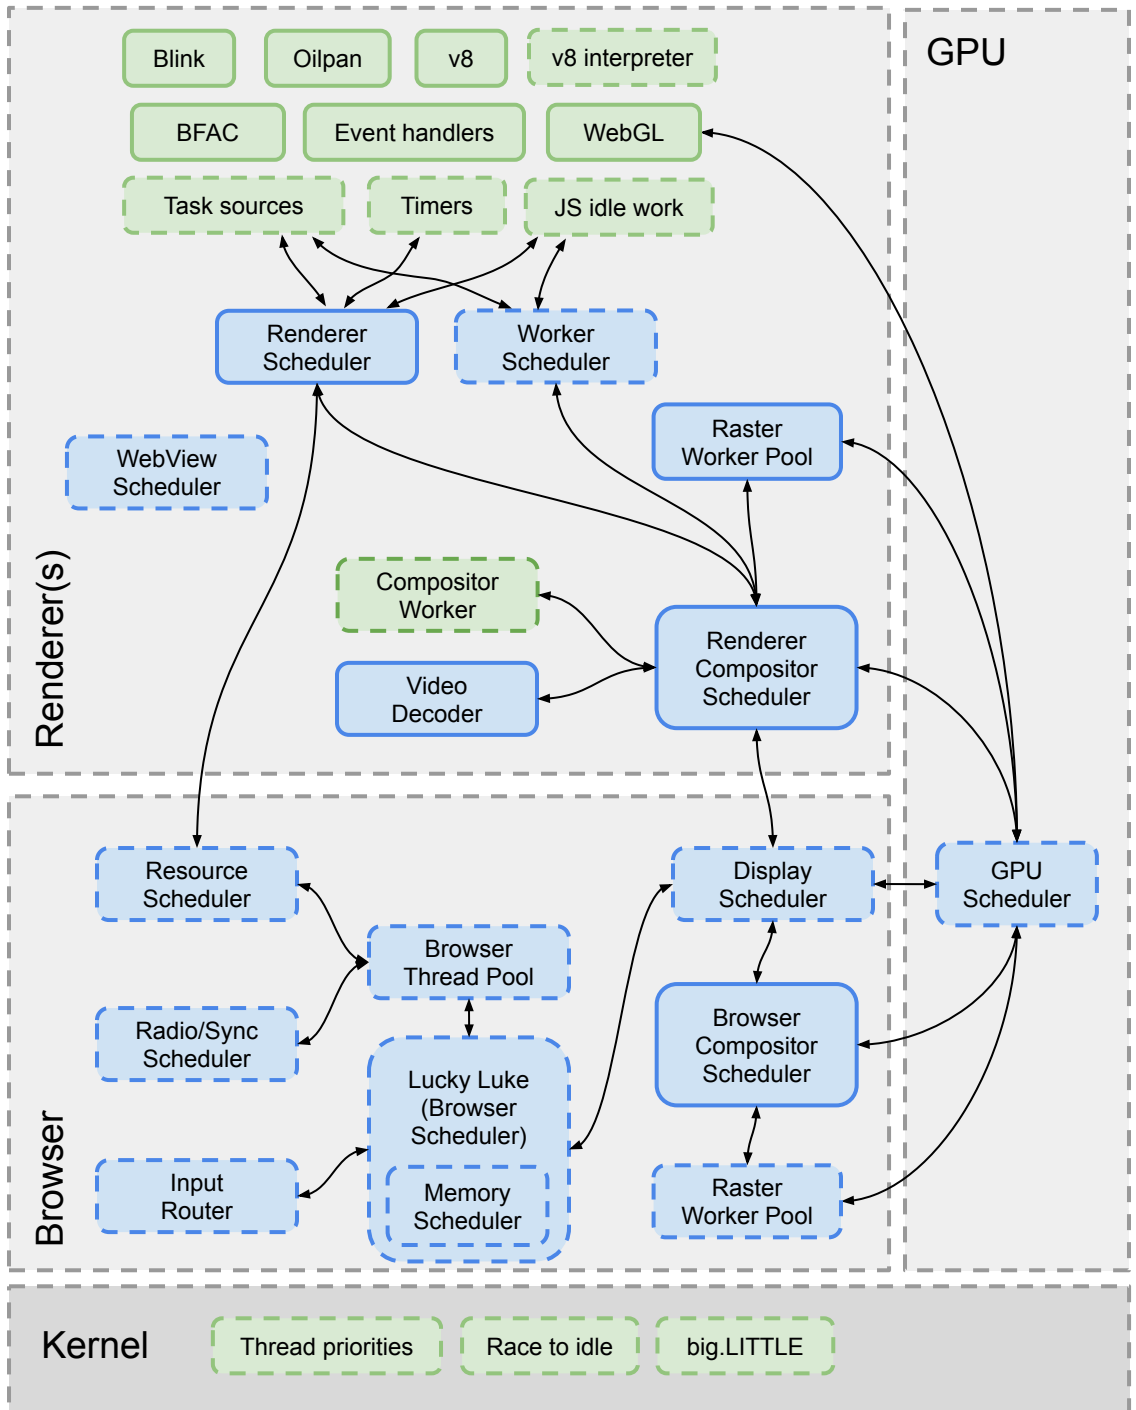 GPU
Blink
Oilpan
v8
v8 interpreter
BFAC
Event handlers
WebGL
Task sources
Timers
JS idle work
Renderer
Scheduler
Worker
Scheduler
Raster
Worker Pool
WebView
Scheduler
Renderer(s)
Compositor
Worker
Renderer
Compositor
Scheduler
Video
Decoder
Resource
Scheduler
Display
Scheduler
GPU
Scheduler
Browser
Thread Pool
Radio/Sync
Scheduler
Browser
Compositor
Scheduler
Lucky Luke
(Browser
Scheduler)
Browser
Input
Router
Memory
Scheduler
Raster
Worker Pool
Kernel
Thread priorities
Race to idle
big.LITTLE